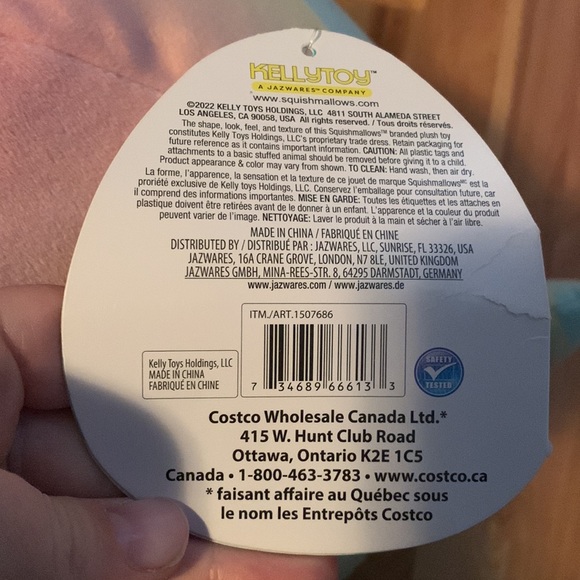 KELLYTOY™
A JAZWARES™ COMPANY
www.squishmallows.com
©2022 KELLY TOYS HOLDINGS, LLC 4811 SOUTH ALAMEDA STREET
LOS ANGELES, CA 90058, USA All rights reserved. / Tous droits réservés.
The shape, look, feel, and texture of this Squishmallows™ branded plush toy
constitutes Kelly Toys Holdings, LLC's proprietary trade dress. Retain packaging for
future reference as it contains important information. CAUTION: All plastic tags and
attachments to a basic stuffed animal should be removed before giving it to a child.
Product appearance & color may vary from shown. TO CLEAN: Hand wash, then air dry.
La forme, l'apparence, la sensation et la texture de ce jouet de marque Squishmallowsᴹᶜ est la
proriété exclusive de Kelly toys Holdings, LLC. Conservez l'emballage pour consultation future, car
il comprend des informations importantes. MISE EN GARDE: Toutes les étiquettes et les attaches en
plastique doivent être retirées avant de le donner à un enfant. L'apparence et la couleur du produit
peuvent varier de l'image. NETTOYAGE: Laver le produit à la main et sécher à l'air libre.
MADE IN CHINA / FABRIQUÉ EN CHINE
DISTRIBUTED BY / DISTRIBUÉ PAR : JAZWARES, LLC, SUNRISE, FL 33326, USA
JAZWARES, 16A CRANE GROVE, LONDON, N7 8LE, UNITED KINGDOM
JAZWARES GMBH, MINA-REES-STR. 8, 64295 DARMSTADT, GERMANY
www.jazwares.com / www.jazwares.de
ITM./ART.1507686
Kelly Toys Holdings, LLC
MADE IN CHINA
FABRIQUÉ EN CHINE
7 34689 66613 3
SAFETY
TESTED
Costco Wholesale Canada Ltd.*
415 W. Hunt Club Road
Ottawa, Ontario K2E 1C5
Canada • 1-800-463-3783 • www.costco.ca
* faisant affaire au Québec sous
le nom les Entrepôts Costco